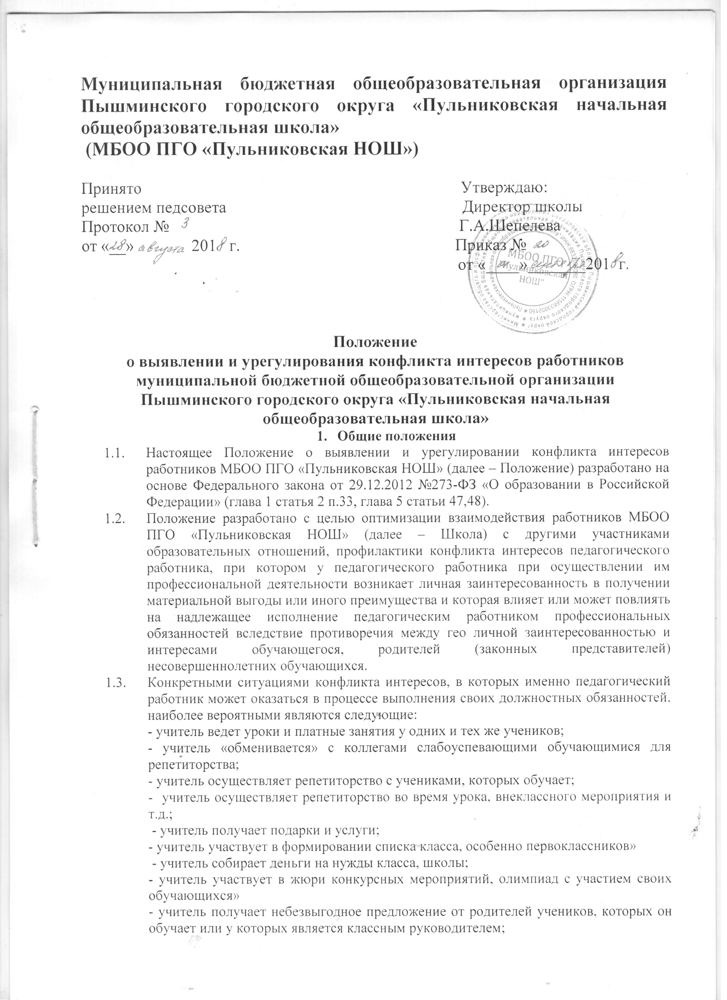 Муниципальная бюджетная общеобразовательная организация
Пышминского городского округа «Пульниковская начальная
общеобразовательная школа»
(МБОО ПГО «Пульниковская НОШ»)
Принято
решением педсовета
Протокол № 3
от «28» августа 2018 г.
Утверждаю:
Директор школы
Г.А.Шепелева
Приказ № 20
от « » сентября 2018 г.
МБОО ПГО
"Пульниковская
НОШ"
Положение
о выявлении и урегулирования конфликта интересов работников
муниципальной бюджетной общеобразовательной организации
Пышминского городского округа «Пульниковская начальная
общеобразовательная школа»
1. Общие положения
1.1. Настоящее Положение о выявлении и урегулировании конфликта интересов
работников МБОО ПГО «Пульниковская НОШ» (далее – Положение) разработано на
основе Федерального закона от 29.12.2012 №273-ФЗ «О образовании в Российской
Федерации» (глава 1 статья 2 п.33, глава 5 статьи 47,48).
1.2. Положение разработано с целью оптимизации взаимодействия работников МБОО
ПГО «Пульниковская НОШ» (далее – Школа) с другими участниками
образовательных отношений, профилактики конфликта интересов педагогического
работника, при котором у педагогического работника при осуществлении им
профессиональной деятельности возникает личная заинтересованность в получении
материальной выгоды или иного преимущества и которая влияет или может повлиять
на надлежащее исполнение педагогическим работником профессиональных
обязанностей вследствие противоречия между гео личной заинтересованностью и
интересами обучающегося, родителей (законных представителей)
несовершеннолетних обучающихся.
1.3. Конкретными ситуациями конфликта интересов, в которых именно педагогический
работник может оказаться в процессе выполнения своих должностных обязанностей,
наиболее вероятными являются следующие:
- учитель ведет уроки и платные занятия у одних и тех же учеников;
- учитель «обменивается» с коллегами слабоуспевающими обучающимися для
репетиторства;
- учитель осуществляет репетиторство с учениками, которых обучает;
- учитель осуществляет репетиторство во время урока, внеклассного мероприятия и
т.д.;
- учитель получает подарки и услуги;
- учитель участвует в формировании списка класса, особенно первоклассников»
- учитель собирает деньги на нужды класса, школы;
- учитель участвует в жюри конкурсных мероприятий, олимпиад с участием своих
обучающихся»
- учитель получает небезвыгодное предложение от родителей учеников, которых он
обучает или у которых является классным руководителем;